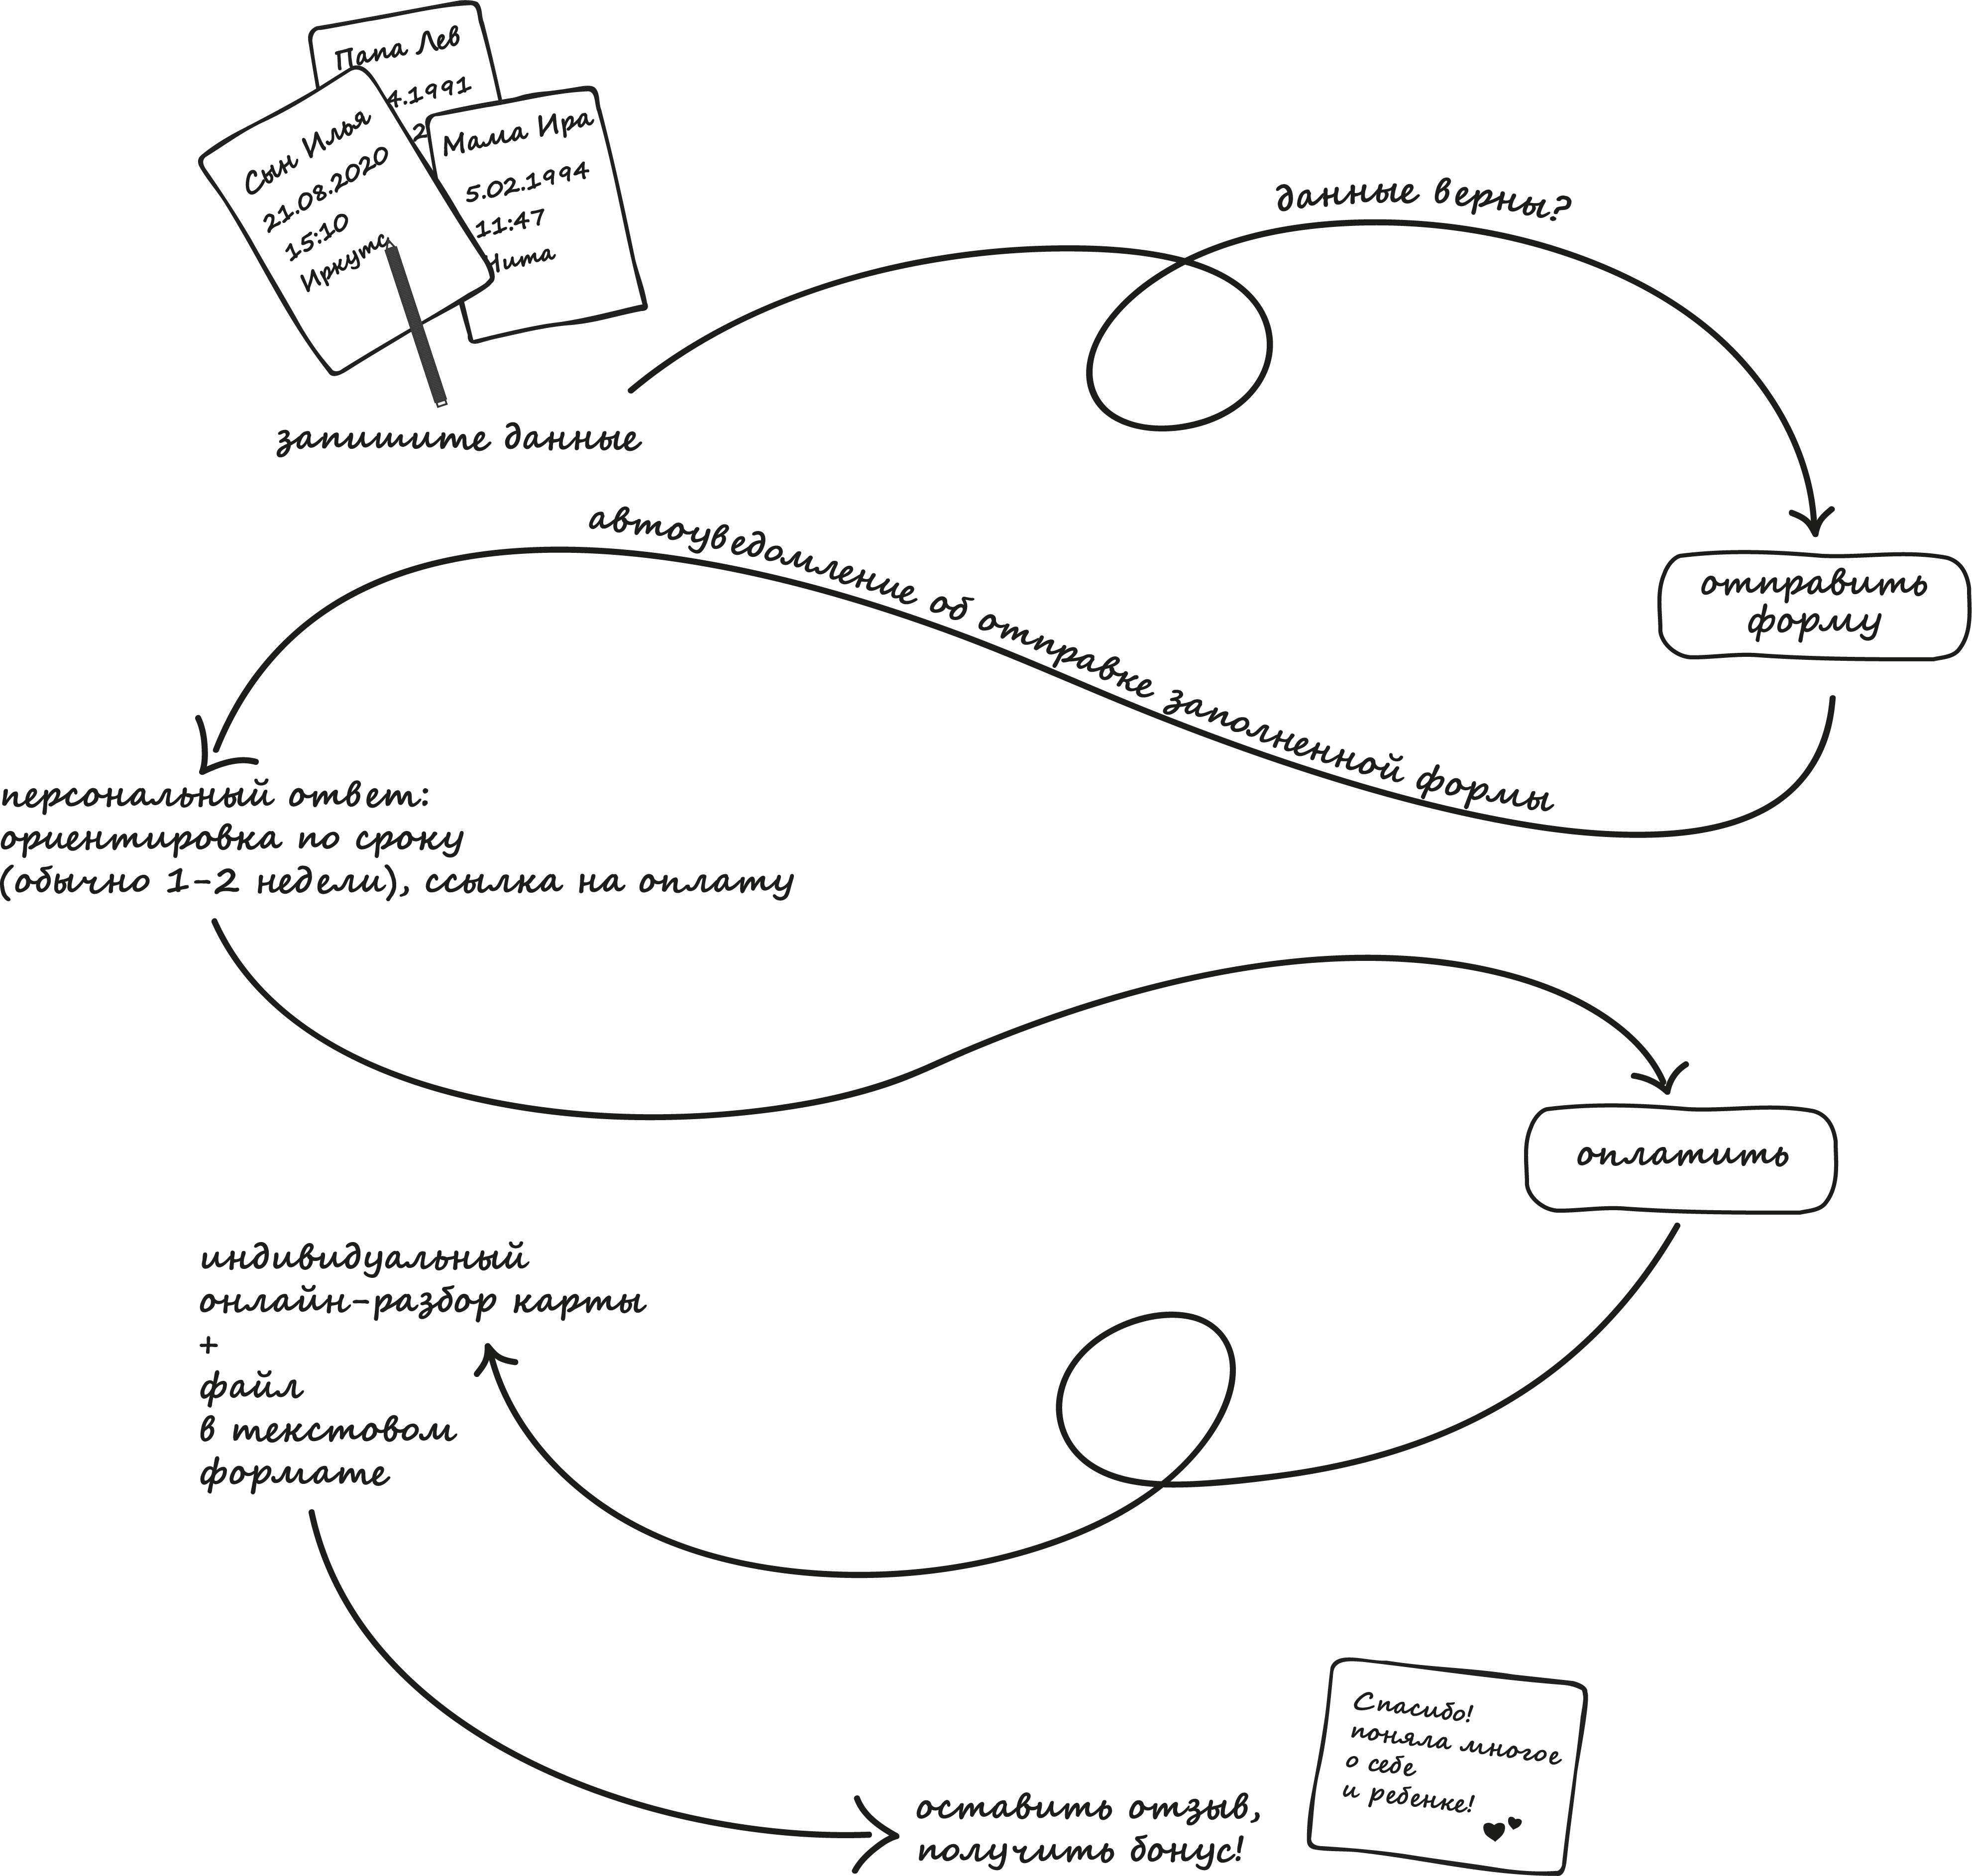 Папа Лев
4.1991
2
Сын Илья
21.08.2020
15:10
Иркутс
Мама Ира
5.02.1994
11:47
Чита
запишите данные
данные верны?
отправить
форму
автоуведомление об отправке заполненной формы
персональный ответ:
ориентировка по сроку
(обычно 1-2 недели), ссылка на оплату
оплатить
индивидуальный
онлайн-разбор карты
+
файл
в текстовом
формате
оставить отзыв,
получить бонус!
Спасибо!
поняла многое
о себе
и ребенке!